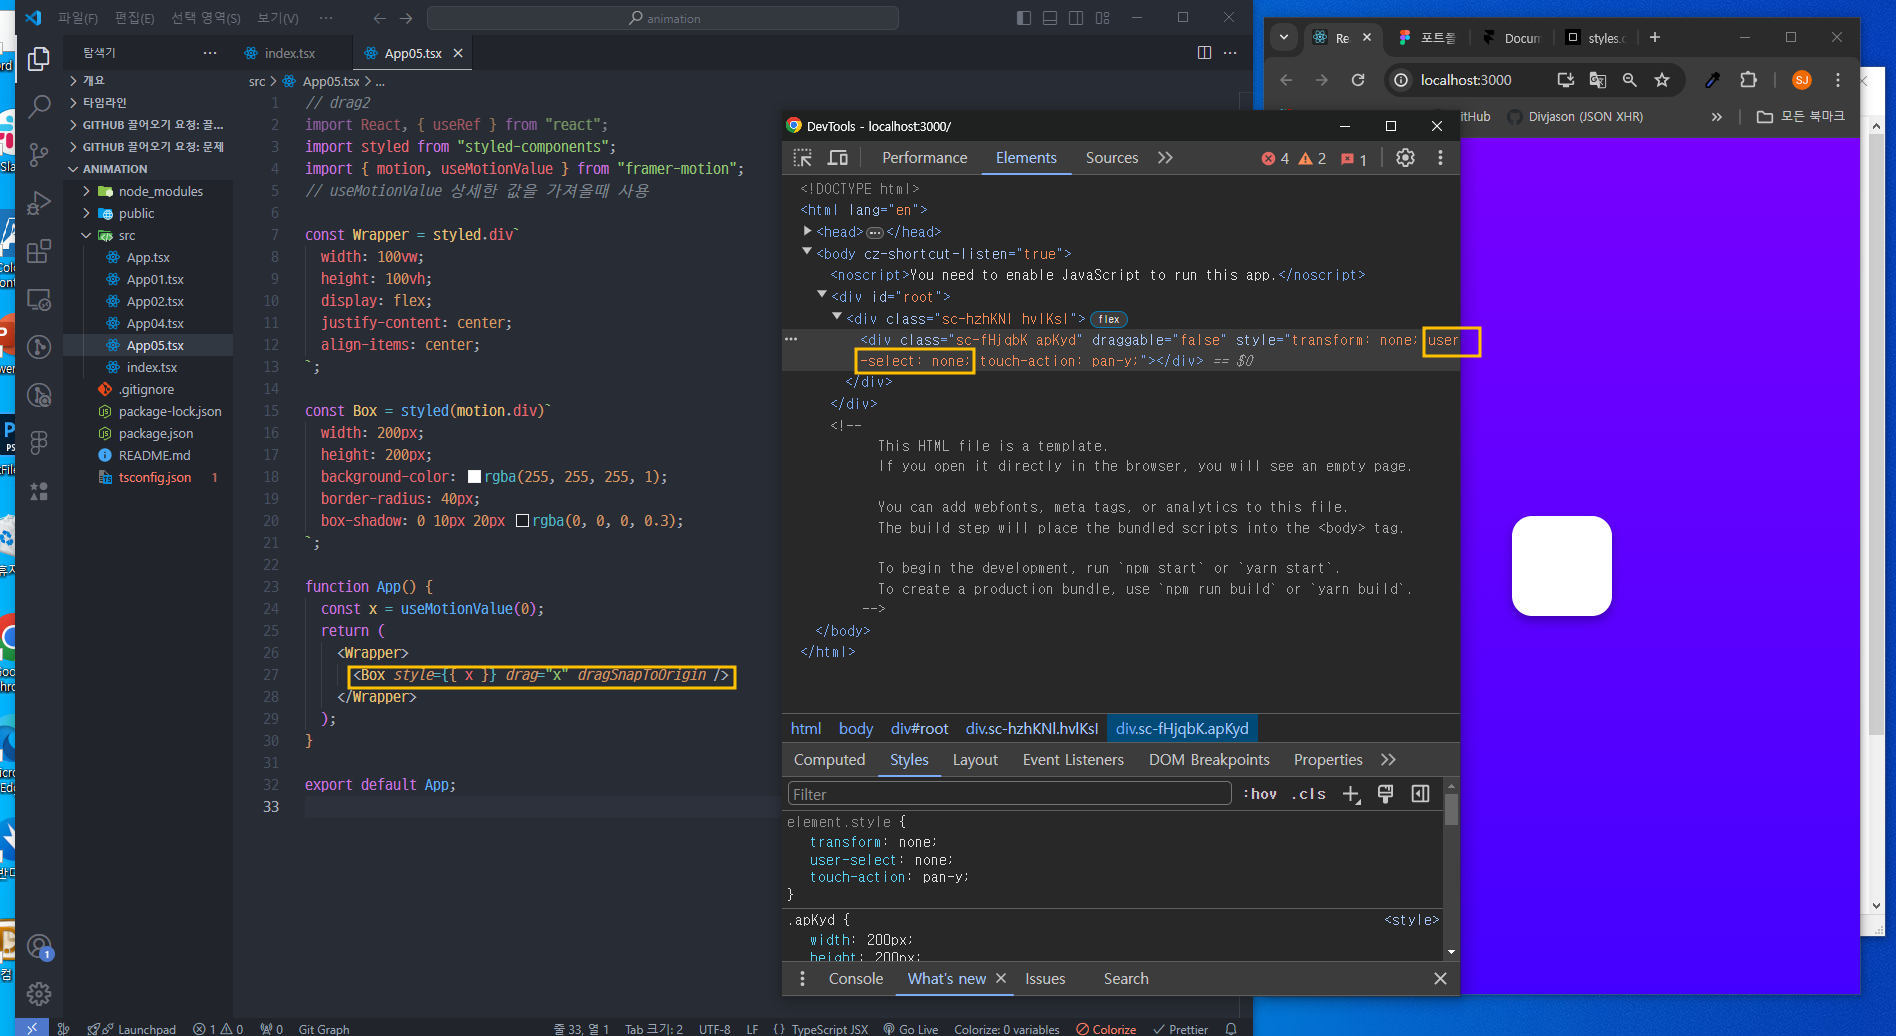 파일(F) 편집(E) 선택 영역(S) 보기(V) ··· animation
탐색기 ···
개요
타임라인
GITHUB 끌어오기 요청: 끌...
GITHUB 끌어오기 요청: 문제
ANIMATION
node_modules
public
src
App.tsx
App01.tsx
App02.tsx
App04.tsx
App05.tsx
index.tsx
.gitignore
package-lock.json
package.json
README.md
tsconfig.json 1
index.tsx App05.tsx
src > App05.tsx > ...
1 // drag2
2 import React, { useRef } from "react";
3 import styled from "styled-components";
4 import { motion, useMotionValue } from "framer-motion";
5 // useMotionValue 상세한 값을 가져올때 사용
6
7 const Wrapper = styled.div`
8 width: 100vw;
9 height: 100vh;
10 display: flex;
11 justify-content: center;
12 align-items: center;
13 `;
14
15 const Box = styled(motion.div)`
16 width: 200px;
17 height: 200px;
18 background-color: rgba(255, 255, 255, 1);
19 border-radius: 40px;
20 box-shadow: 0 10px 20px rgba(0, 0, 0, 0.3);
21 `;
22
23 function App() {
24 const x = useMotionValue(0);
25 return (
26 <Wrapper>
27 <Box style={{ x }} drag="x" dragSnapToOrigin />
28 </Wrapper>
29 );
30 }
31
32 export default App;
33
1
Launchpad 1 0 0 Git Graph 줄 33, 열 1 Tab 크기: 2 UTF-8 LF {} TypeScript JSX Go Live Colorize: 0 variables Colorize Prettier
DevTools - localhost:3000/
Performance Elements Sources 4 2 1
<!DOCTYPE html>
<html lang="en">
<head>···</head>
<body cz-shortcut-listen="true">
<noscript>You need to enable JavaScript to run this app.</noscript>
<div id="root">
<div class="sc-hzhKNl hvlKsI"> flex
<div class="sc-fHjqbK apKyd" draggable="false" style="transform: none; user
-select: none; touch-action: pan-y;"></div> == $0
</div>
</div>
<!--
This HTML file is a template.
If you open it directly in the browser, you will see an empty page.
You can add webfonts, meta tags, or analytics to this file.
The build step will place the bundled scripts into the <body> tag.
To begin the development, run `npm start` or `yarn start`.
To create a production bundle, use `npm run build` or `yarn build`.
-->
</body>
</html>
html body div#root div.sc-hzhKNl.hvlKsI div.sc-fHjqbK.apKyd
Computed Styles Layout Event Listeners DOM Breakpoints Properties
Filter :hov .cls
element.style {
transform: none;
user-select: none;
touch-action: pan-y;
}
.apKyd { <style>
width: 200px;
height: 200px;
Console What's new Issues Search
Re 포트폴 Docum styles.c
localhost:3000 SJ
itHub Divjason (JSON XHR) 모든 북마크